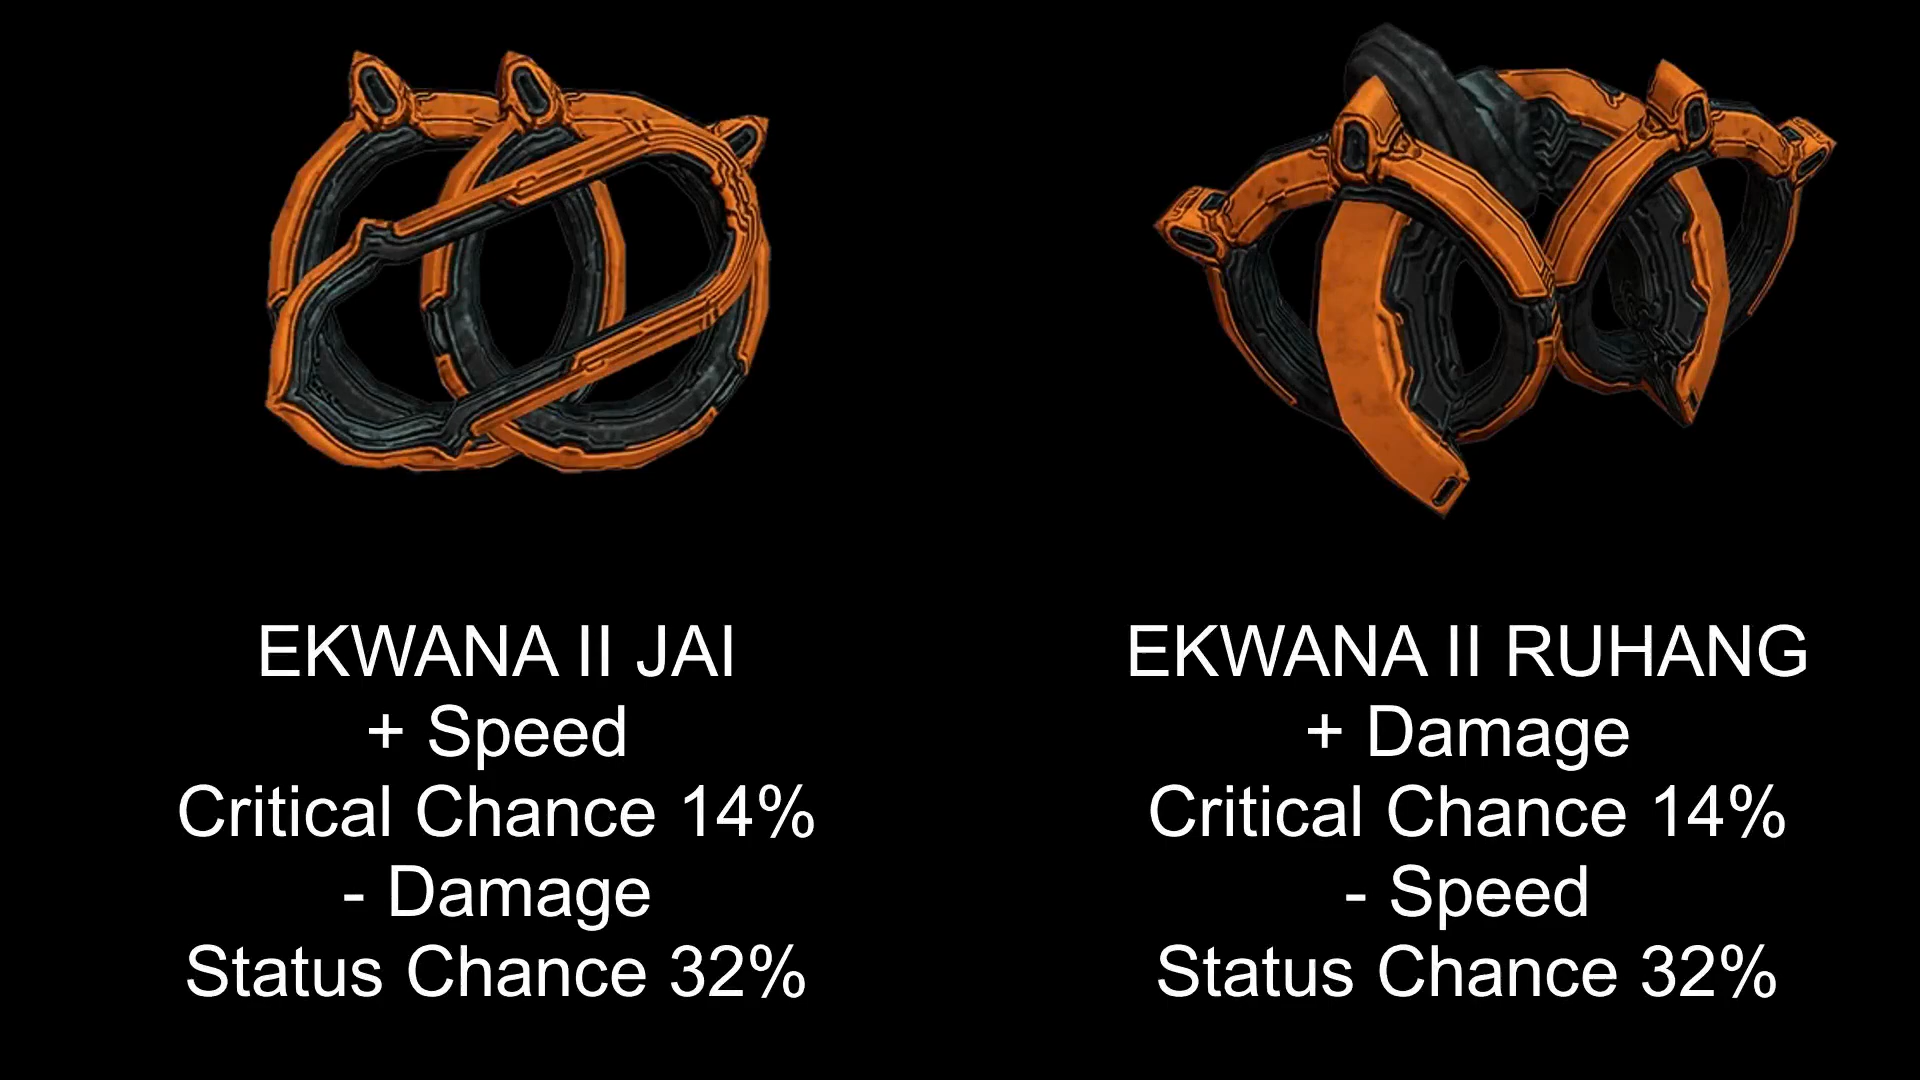 EKWANA II JAI
+ Speed
Critical Chance 14%
- Damage
Status Chance 32%
EKWANA II RUHANG
+ Damage
Critical Chance 14%
- Speed
Status Chance 32%